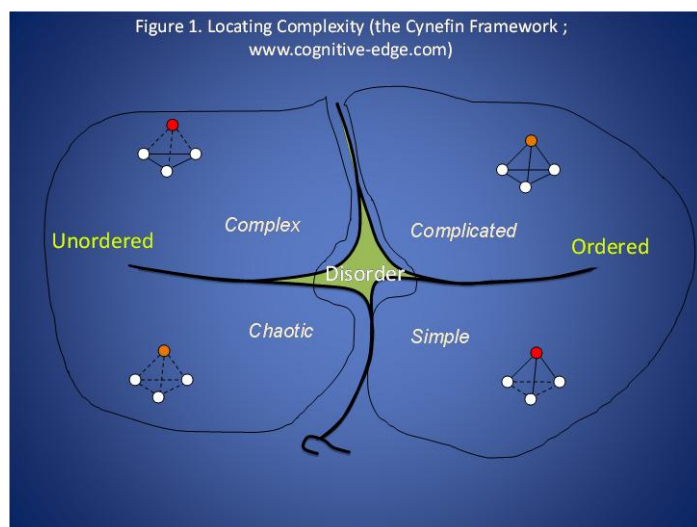 Figure 1. Locating Complexity (the Cynefin Framework ;
www.cognitive-edge.com)
Unordered
Complex
Complicated
Ordered
Disorder
Chaotic
Simple